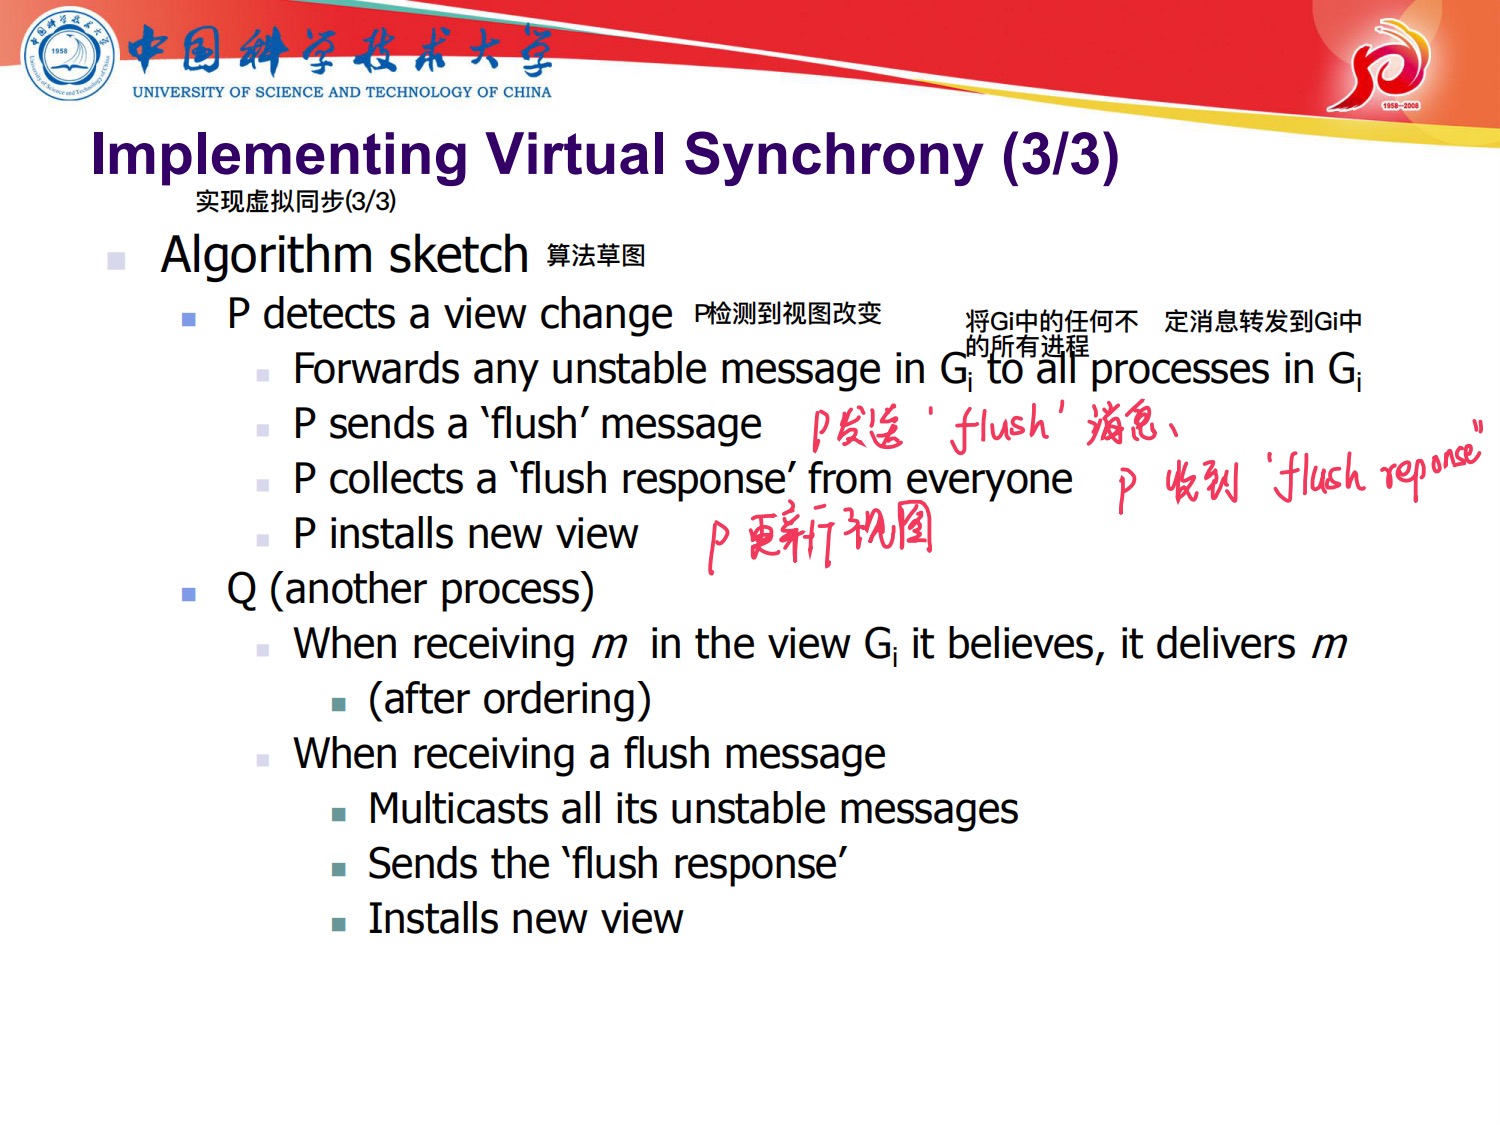 中国科学技术大学
UNIVERSITY OF SCIENCE AND TECHNOLOGY OF CHINA
1958
1958-2008
Implementing Virtual Synchrony (3/3)
实现虚拟同步(3/3)
Algorithm sketch 算法草图
P detects a view change P检测到视图改变
将Gi中的任何不 定消息转发到Gi中
的所有进程
Forwards any unstable message in Gi to all processes in Gi
P sends a ‘flush’ message P发送 ‘flush’ 消息、
P collects a ‘flush response’ from everyone P 收到 ‘flush reponse”
P installs new view P 更新视图
Q (another process)
When receiving m in the view Gi it believes, it delivers m
(after ordering)
When receiving a flush message
Multicasts all its unstable messages
Sends the ‘flush response’
Installs new view